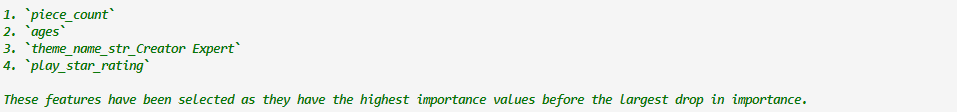 1. `piece_count`
2. `ages`
3. `theme_name_str_Creator Expert`
4. `play_star_rating`
These features have been selected as they have the highest importance values before the largest drop in importance.